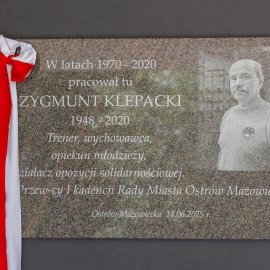 W latach 1970 - 2020
pracował tu
ZYGMUNT KLEPACKI
1948 - 2020
Trener, wychowawca,
opiekun młodzieży,
działacz opozycji solidarnościowej
Przew-cy I kadencji Rady Miasta Ostrów Mazowie
Ostrów Mazowiecka 14.06.2025 r.